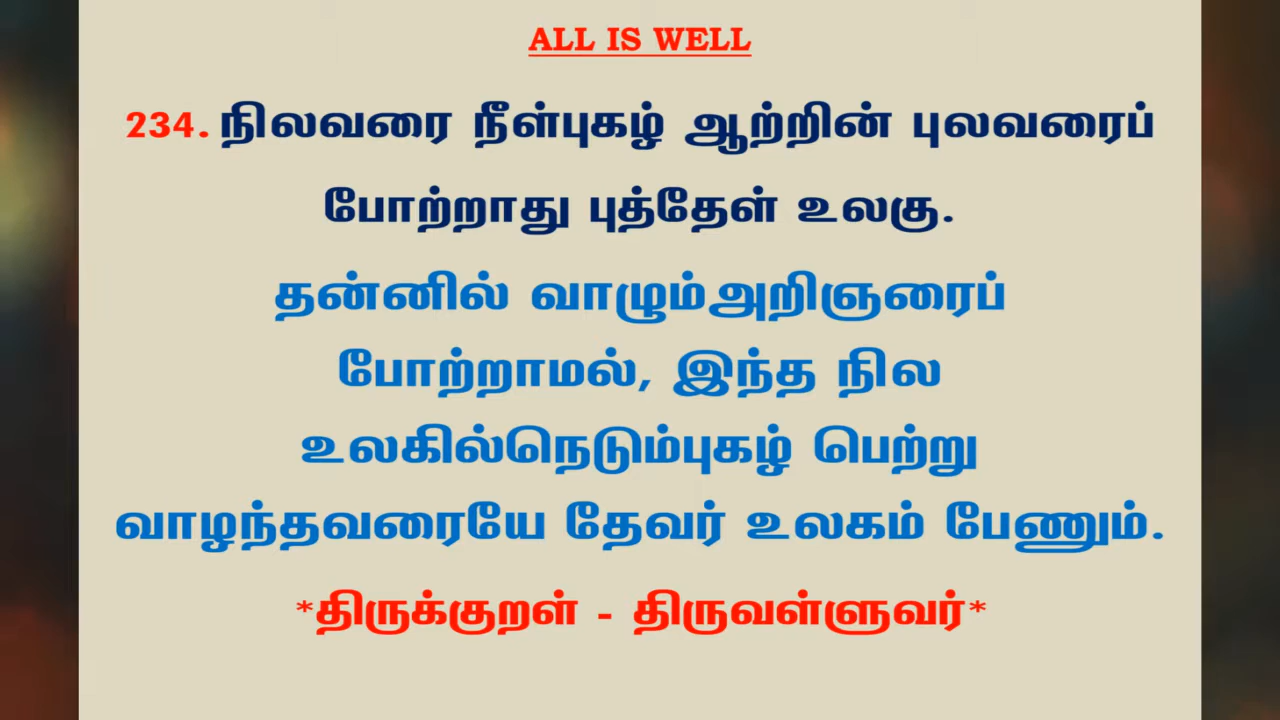 ALL IS WELL
234. நிலவரை நீள்புகழ் ஆற்றின் புலவரைப்
போற்றாது புத்தேள் உலகு.
தன்னில் வாழும்அறிஞரைப்
போற்றாமல், இந்த நில
உலகில்நெடும்புகழ் பெற்று
வாழந்தவரையே தேவர் உலகம் பேணும்.
*திருக்குறள் - திருவள்ளுவர்*